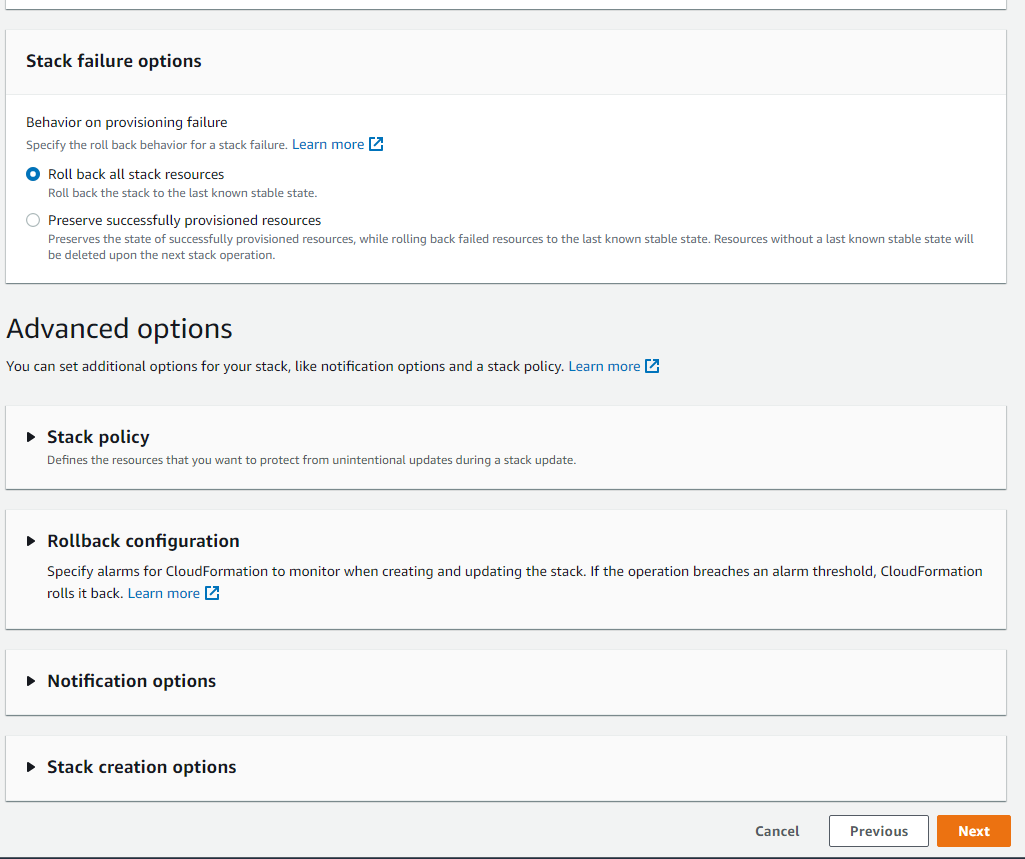 Stack failure options
Behavior on provisioning failure
Specify the roll back behavior for a stack failure. Learn more
Roll back all stack resources
Roll back the stack to the last known stable state.
Preserve successfully provisioned resources
Preserves the state of successfully provisioned resources, while rolling back failed resources to the last known stable state. Resources without a last known stable state will
be deleted upon the next stack operation.
Advanced options
You can set additional options for your stack, like notification options and a stack policy. Learn more
Stack policy
Defines the resources that you want to protect from unintentional updates during a stack update.
Rollback configuration
Specify alarms for CloudFormation to monitor when creating and updating the stack. If the operation breaches an alarm threshold, CloudFormation
rolls it back. Learn more
Notification options
Stack creation options
Cancel Previous Next